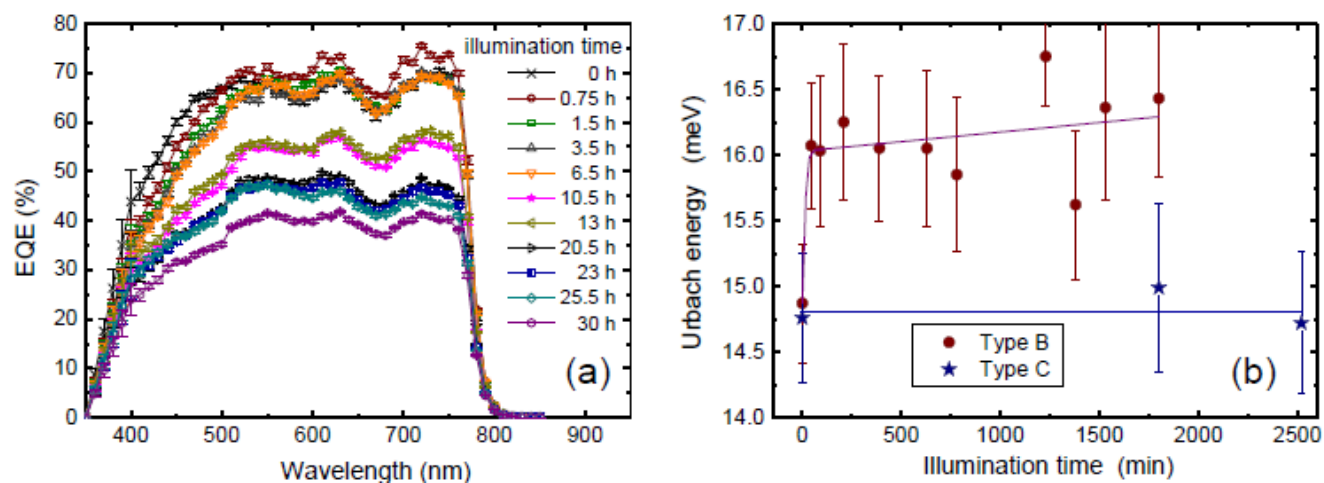 80
70
60
50
40
30
20
10
0
EQE (%)
400 500 600 700 800 900
Wavelength (nm)
illumination time
0 h
0.75 h
1.5 h
3.5 h
6.5 h
10.5 h
13 h
20.5 h
23 h
25.5 h
30 h
(a)
17.0
16.5
16.0
15.5
15.0
14.5
14.0
Urbach energy (meV)
0 500 1000 1500 2000 2500
Illumination time (min)
Type B
Type C
(b)